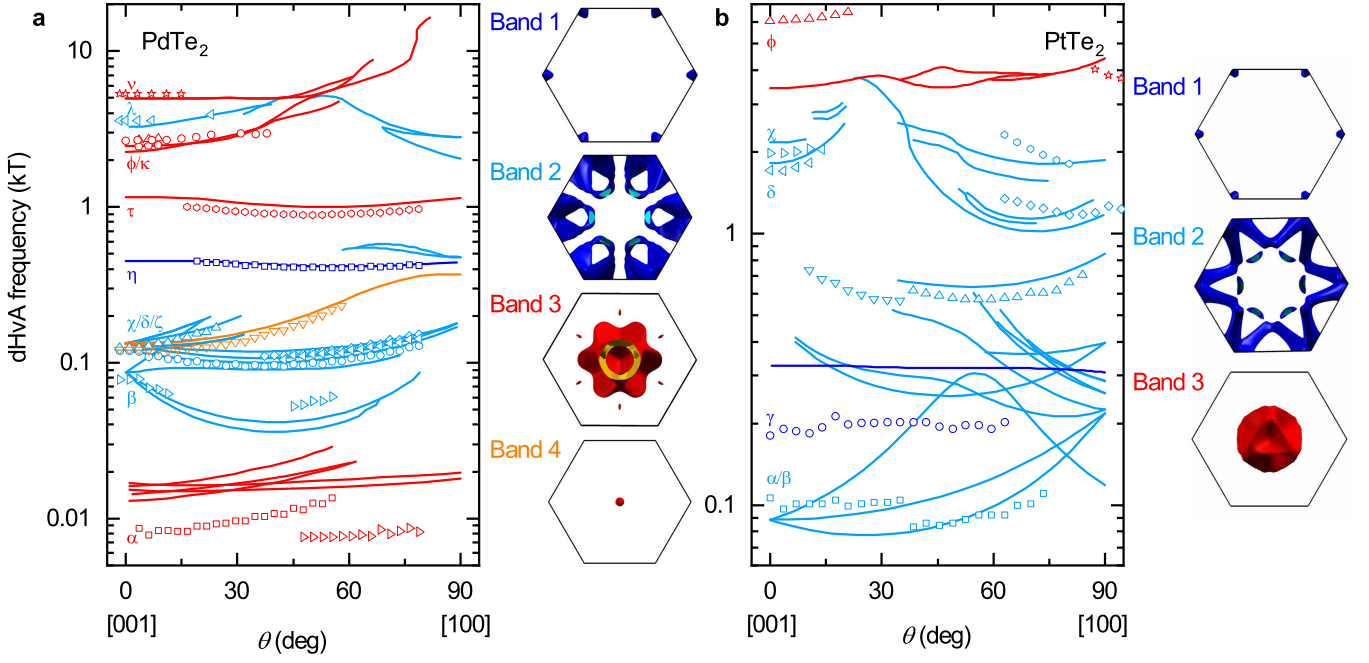 a
PdTe2
dHvA frequency (kT)
10
1
0.1
0.01
ν
λ
ϕ/κ
τ
η
χ/δ/ζ
β
α
0
30
60
90
[001]
θ (deg)
[100]
Band 1
Band 2
Band 3
Band 4
b
PtTe2
1
0.1
ϕ
χ
δ
γ
α/β
0
30
60
90
[001]
θ (deg)
[100]
Band 1
Band 2
Band 3